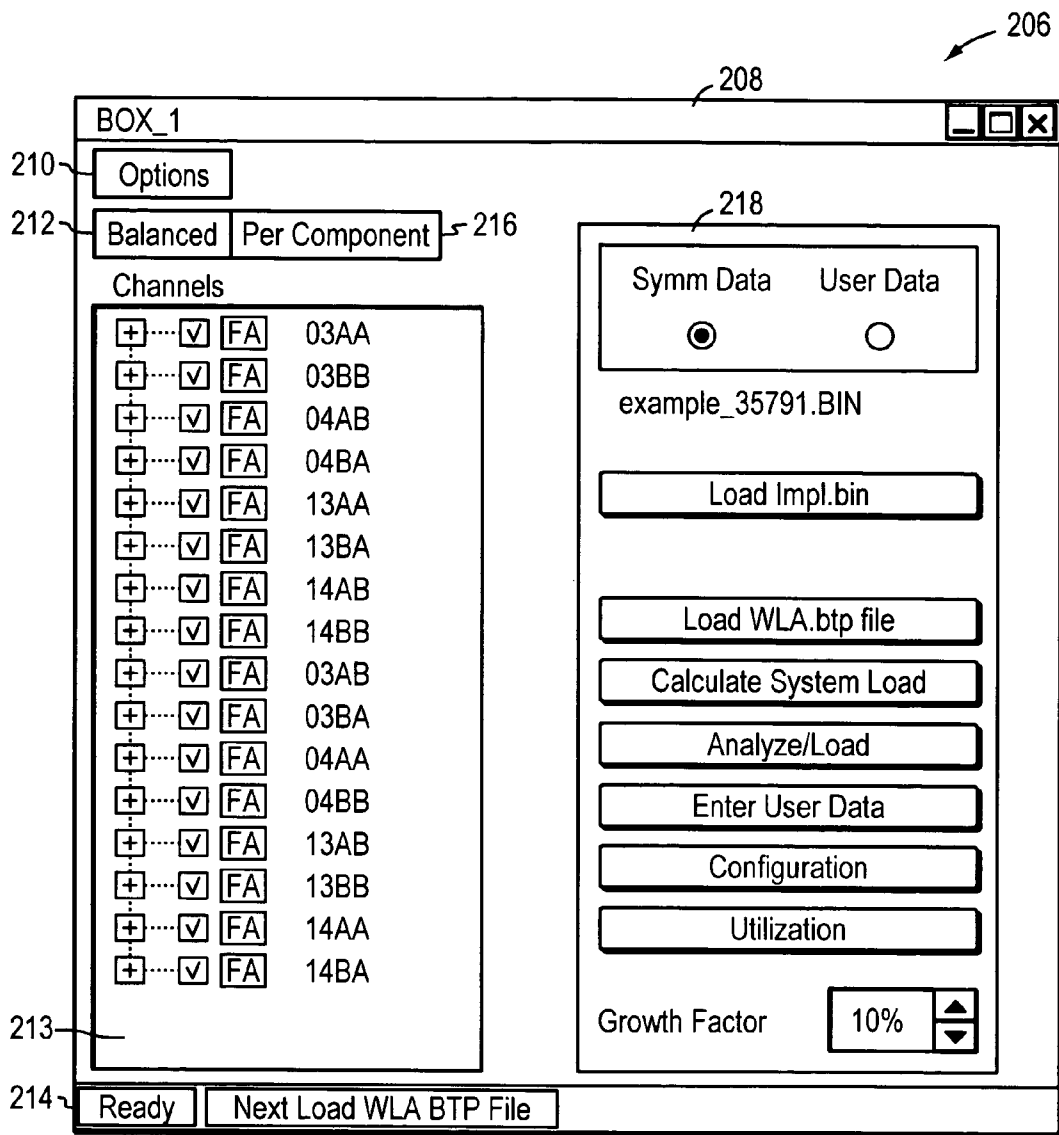 206
208
BOX_1
210
Options
212
Balanced Per Component
216
218
Channels
FA 03AA
FA 03BB
FA 04AB
FA 04BA
FA 13AA
FA 13BA
FA 14AB
FA 14BB
FA 03AB
FA 03BA
FA 04AA
FA 04BB
FA 13AB
FA 13BB
FA 14AA
FA 14BA
213
Symm Data User Data
example_35791.BIN
Load Impl.bin
Load WLA.btp file
Calculate System Load
Analyze/Load
Enter User Data
Configuration
Utilization
Growth Factor 10%
214
Ready Next Load WLA BTP File